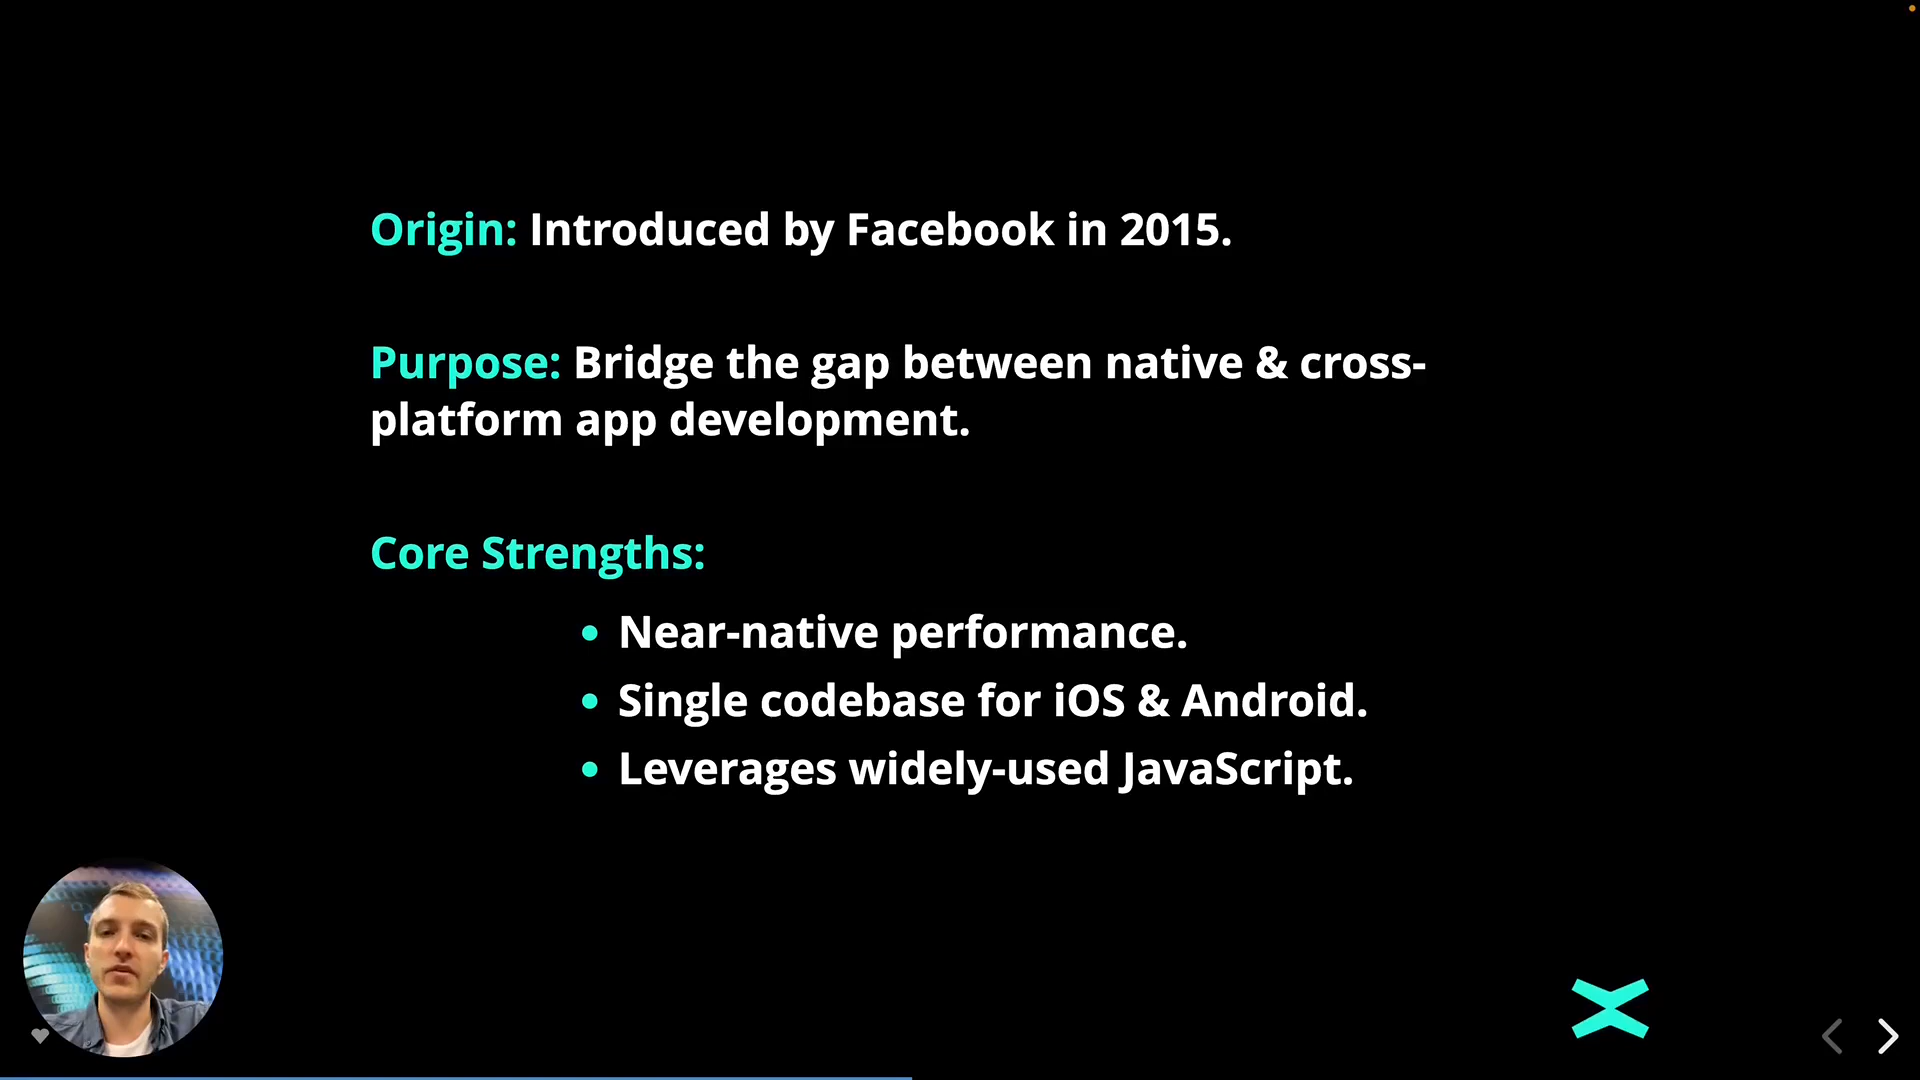 Origin: Introduced by Facebook in 2015.
Purpose: Bridge the gap between native & cross-
platform app development.
Core Strengths:
• Near-native performance.
• Single codebase for iOS & Android.
• Leverages widely-used JavaScript.